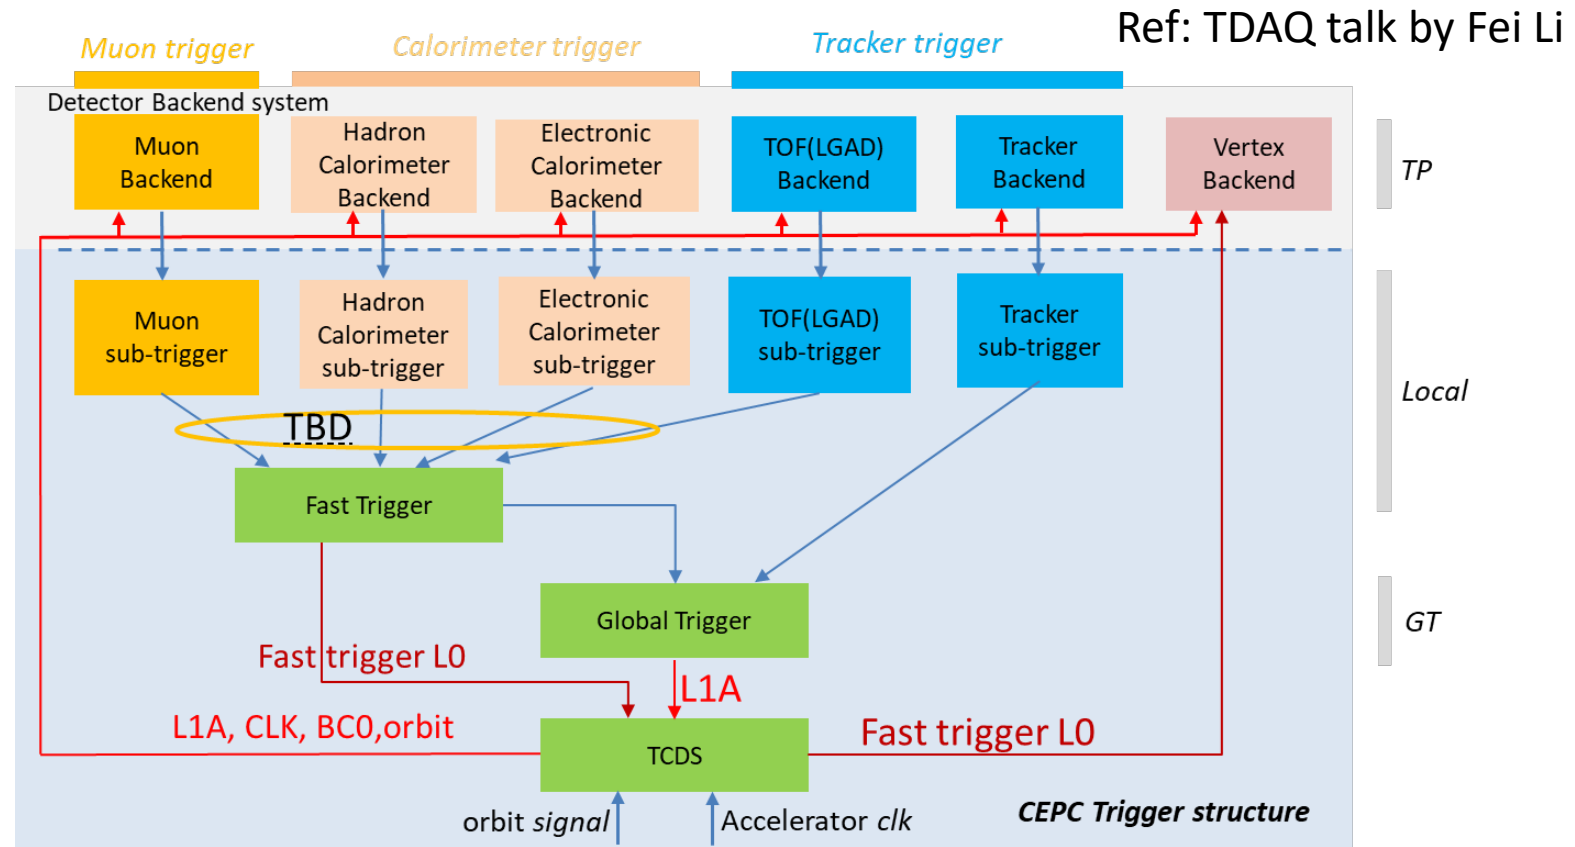 Ref: TDAQ talk by Fei Li
Muon trigger
Calorimeter trigger
Tracker trigger
Detector Backend system
Muon
Backend
Hadron
Calorimeter
Backend
Electronic
Calorimeter
Backend
TOF(LGAD)
Backend
Tracker
Backend
Vertex
Backend
TP
Muon
sub-trigger
Hadron
Calorimeter
sub-trigger
Electronic
Calorimeter
sub-trigger
TOF(LGAD)
sub-trigger
Tracker
sub-trigger
Local
TBD
Fast Trigger
Global Trigger
GT
Fast trigger L0
L1A
L1A, CLK, BC0,orbit
TCDS
Fast trigger L0
orbit signal
Accelerator clk
CEPC Trigger structure